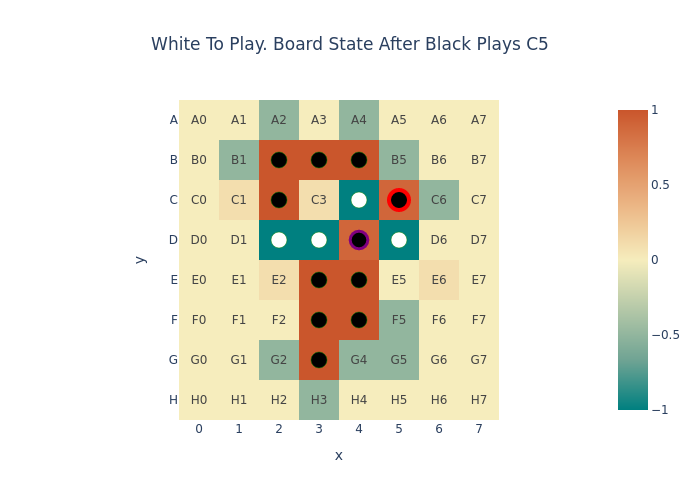 White To Play. Board State After Black Plays C5
A A0 A1 A2 A3 A4 A5 A6 A7
B B0 B1 B5 B6 B7
C C0 C1 C3 C6 C7
D D0 D1 D6 D7
E E0 E1 E2 E5 E6 E7
F F0 F1 F2 F5 F6 F7
G G0 G1 G2 G4 G5 G6 G7
H H0 H1 H2 H3 H4 H5 H6 H7
0 1 2 3 4 5 6 7
x
y
1
0.5
0
−0.5
−1